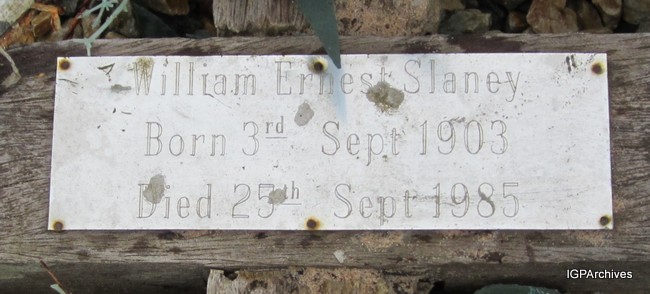 William Ernest Slaney
Born 3rd Sept 1903
Died 25th Sept 1985
IGPArchives